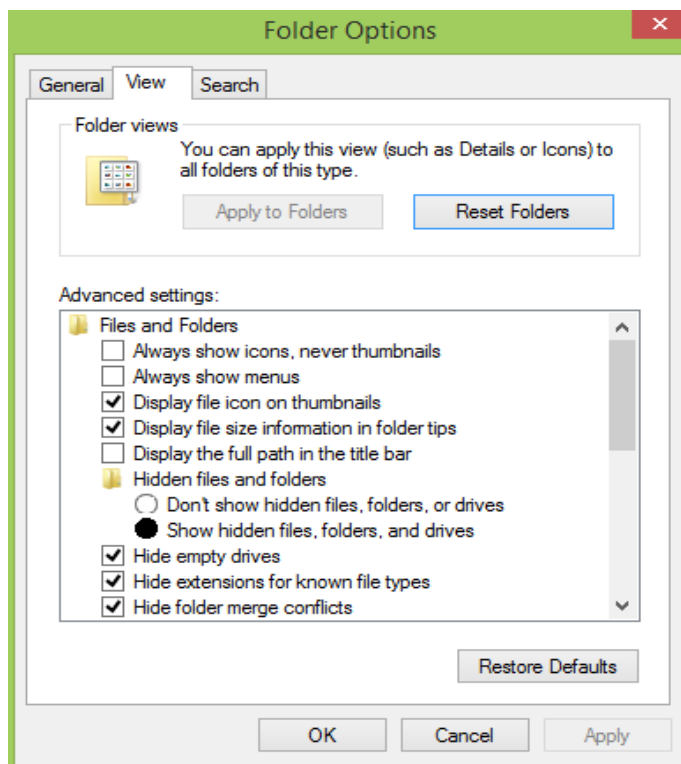 Folder Options
General
View
Search
Folder views
You can apply this view (such as Details or Icons) to
all folders of this type.
Apply to Folders
Reset Folders
Advanced settings:
Files and Folders
Always show icons, never thumbnails
Always show menus
Display file icon on thumbnails
Display file size information in folder tips
Display the full path in the title bar
Hidden files and folders
Don't show hidden files, folders, or drives
Show hidden files, folders, and drives
Hide empty drives
Hide extensions for known file types
Hide folder merge conflicts
Restore Defaults
OK
Cancel
Apply